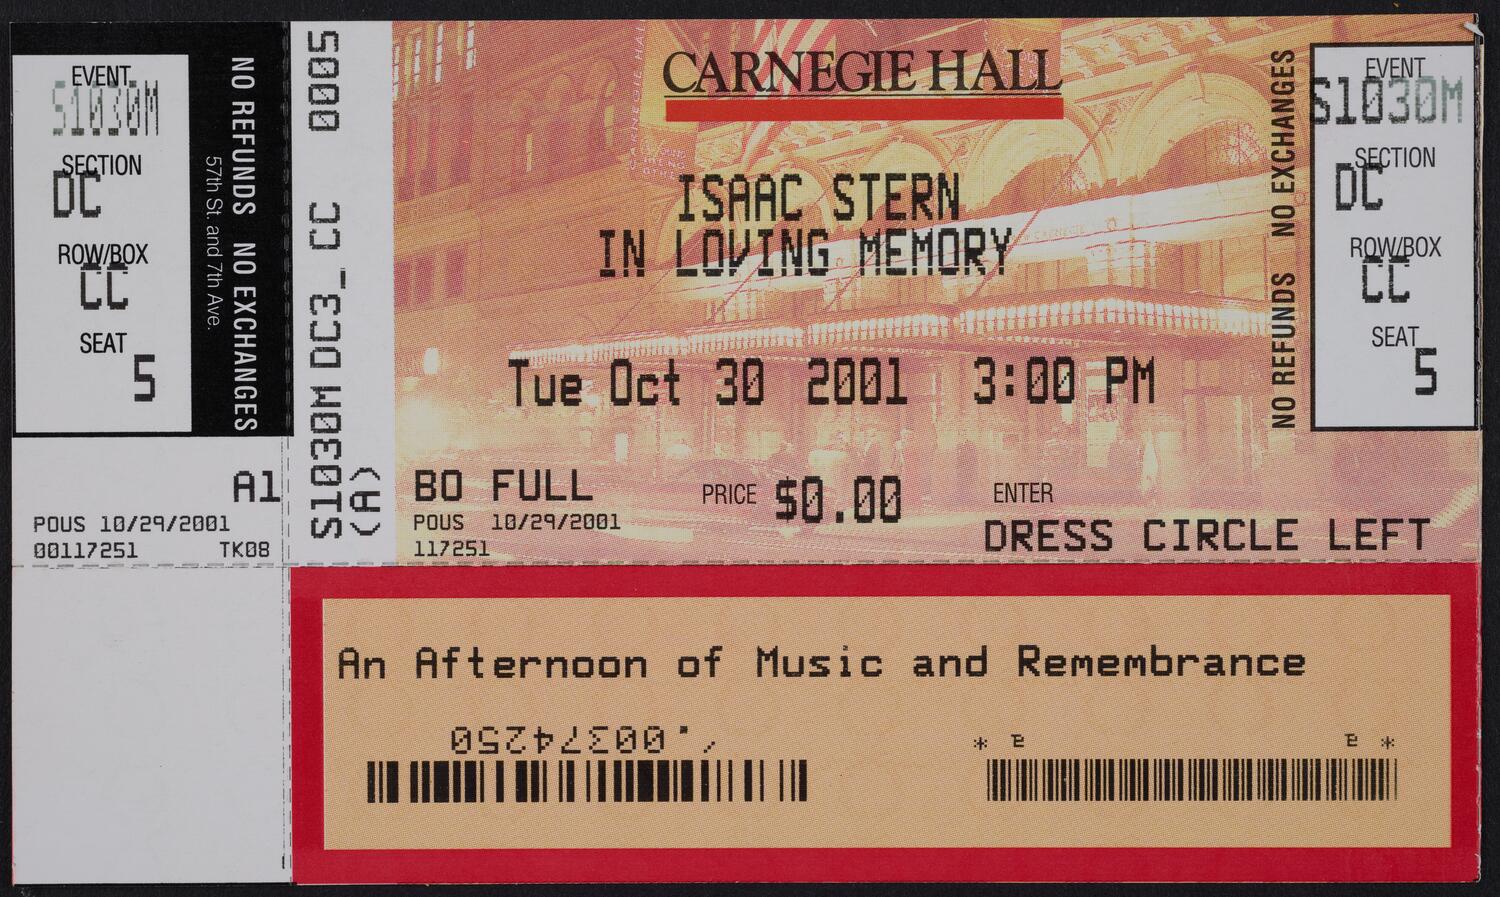 EVENT
S1030M
SECTION
DC
ROW/BOX
CC
SEAT
5
57th St. and 7th Ave.
NO REFUNDS NO EXCHANGES
A1
POUS 10/29/2001
00117251 TK08
S1030M DC3_ CC 0005
(A)
CARNEGIE HALL
ISAAC STERN
IN LOVING MEMORY
Tue Oct 30 2001 3:00 PM
BO FULL
POUS 10/29/2001
117251
PRICE $0.00
ENTER
DRESS CIRCLE LEFT
NO REFUNDS NO EXCHANGES
EVENT
S1030M
SECTION
DC
ROW/BOX
CC
SEAT
5
An Afternoon of Music and Remembrance